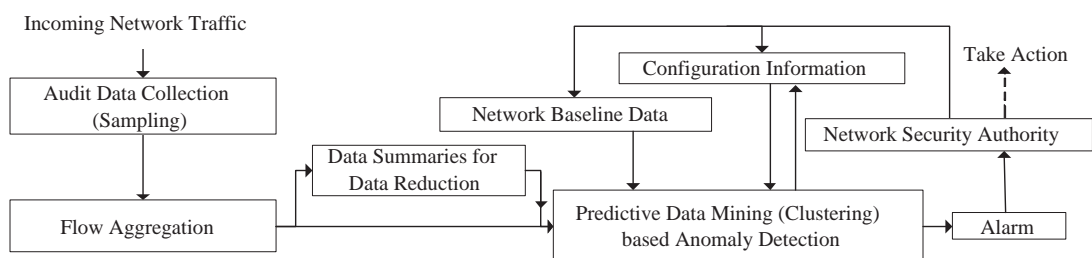 Incoming Network Traffic
Audit Data Collection
(Sampling)
Flow Aggregation
Data Summaries for
Data Reduction
Network Baseline Data
Configuration Information
Predictive Data Mining (Clustering)
based Anomaly Detection
Alarm
Network Security Authority
Take Action